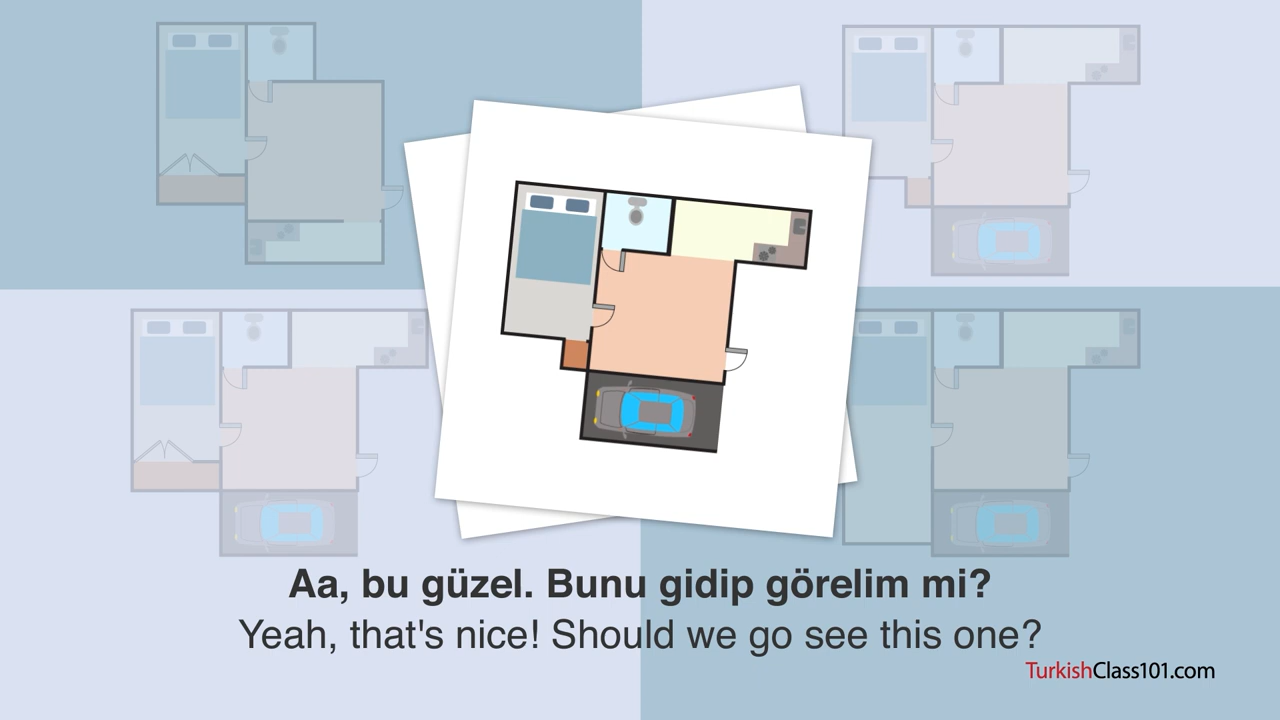 Aa, bu güzel. Bunu gidip görelim mi?
Yeah, that's nice! Should we go see this one?
TurkishClass101.com